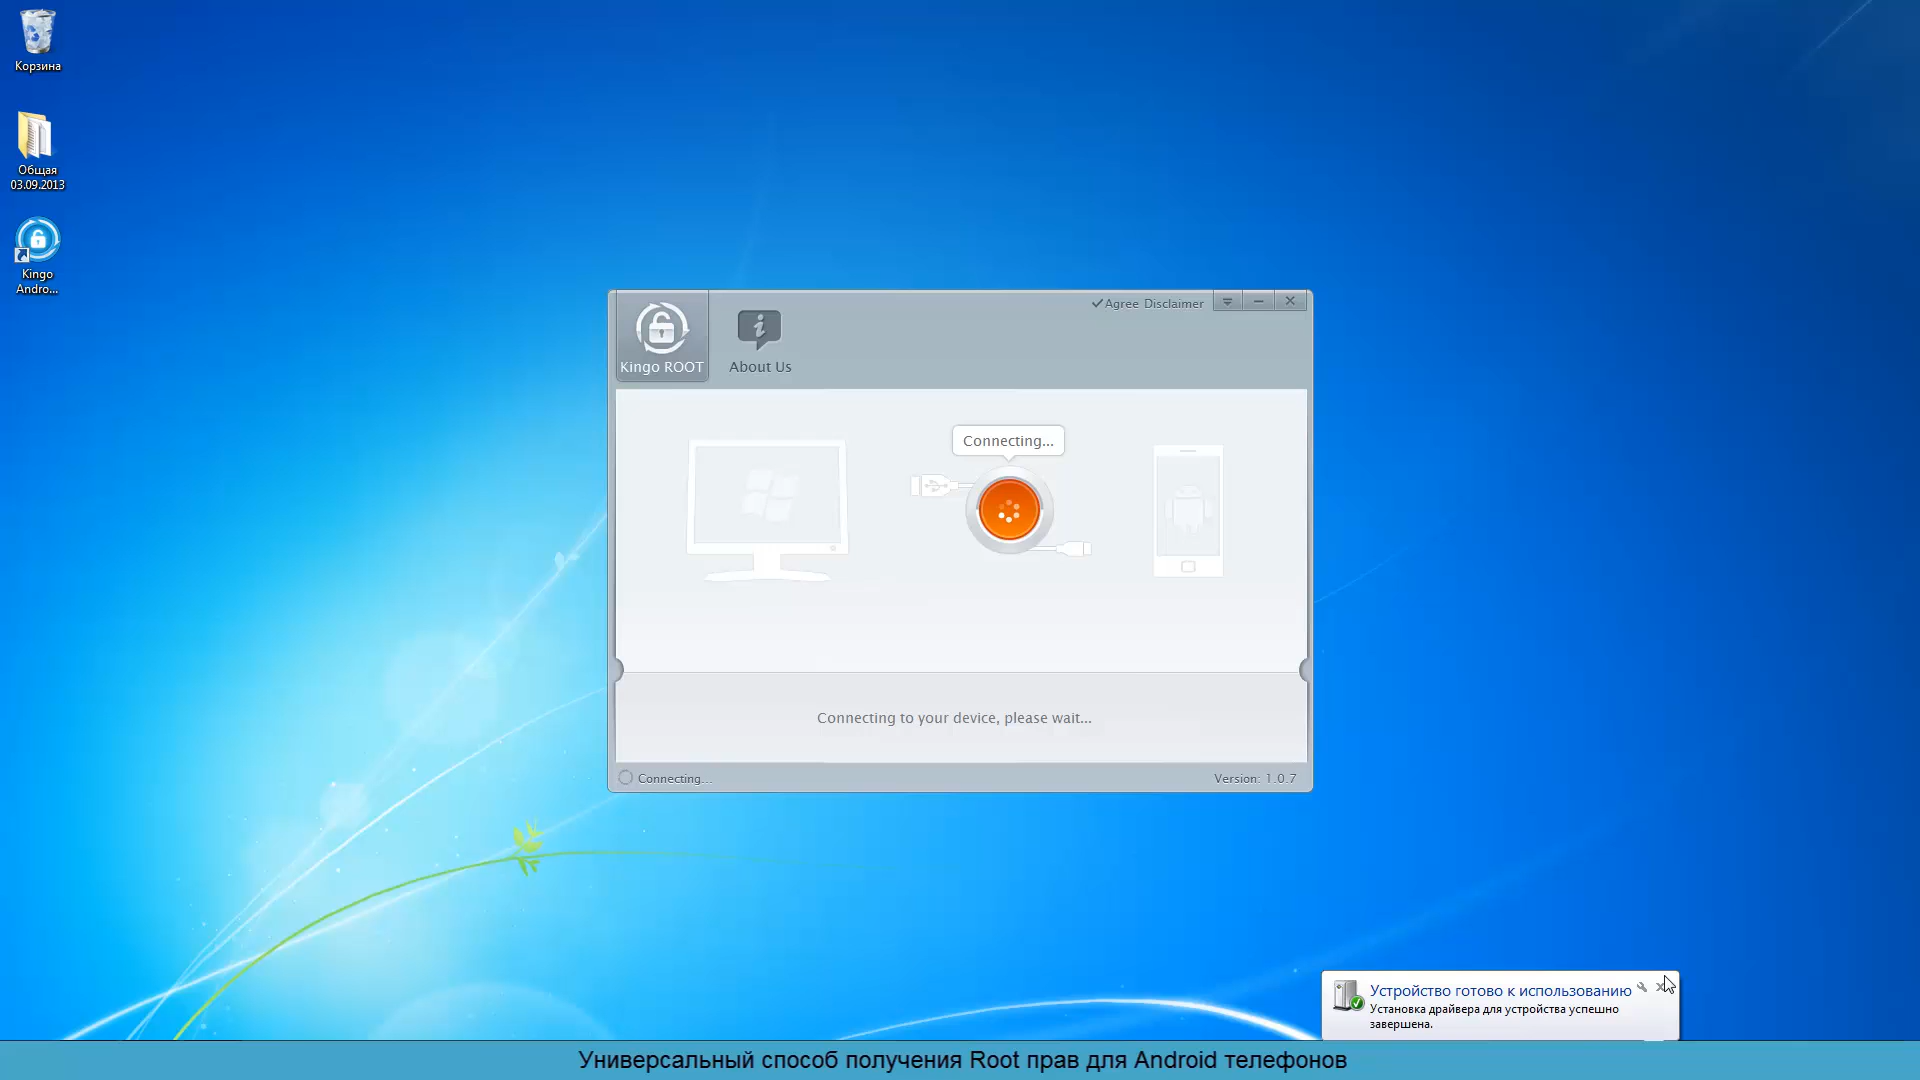 Корзина
Общая
03.09.2013
Kingo
Andro...
Agree Disclaimer
Kingo ROOT
About Us
Connecting...
Connecting to your device, please wait...
Connecting...
Version: 1.0.7
Устройство готово к использованию
Установка драйвера для устройства успешно
завершена.
Универсальный способ получения Root прав для Android телефонов